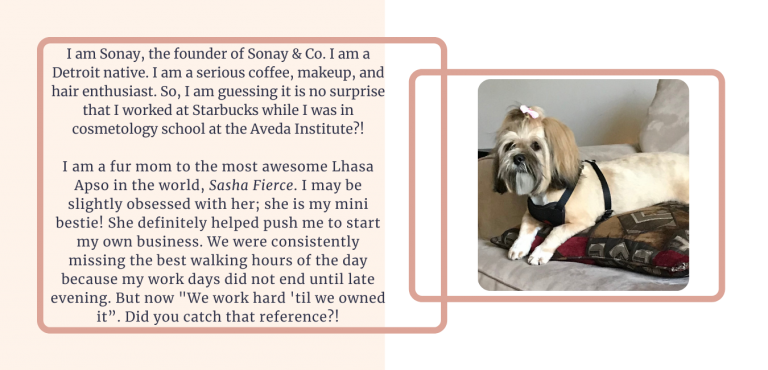 I am Sonay, the founder of Sonay & Co. I am a
Detroit native. I am a serious coffee, makeup, and
hair enthusiast. So, I am guessing it is no surprise
that I worked at Starbucks while I was in
cosmetology school at the Aveda Institute?!
I am a fur mom to the most awesome Lhasa
Apso in the world, Sasha Fierce. I may be
slightly obsessed with her; she is my mini
bestie! She definitely helped push me to start
my own business. We were consistently
missing the best walking hours of the day
because my work days did not end until late
evening. But now "We work hard 'til we owned
it”. Did you catch that reference?!